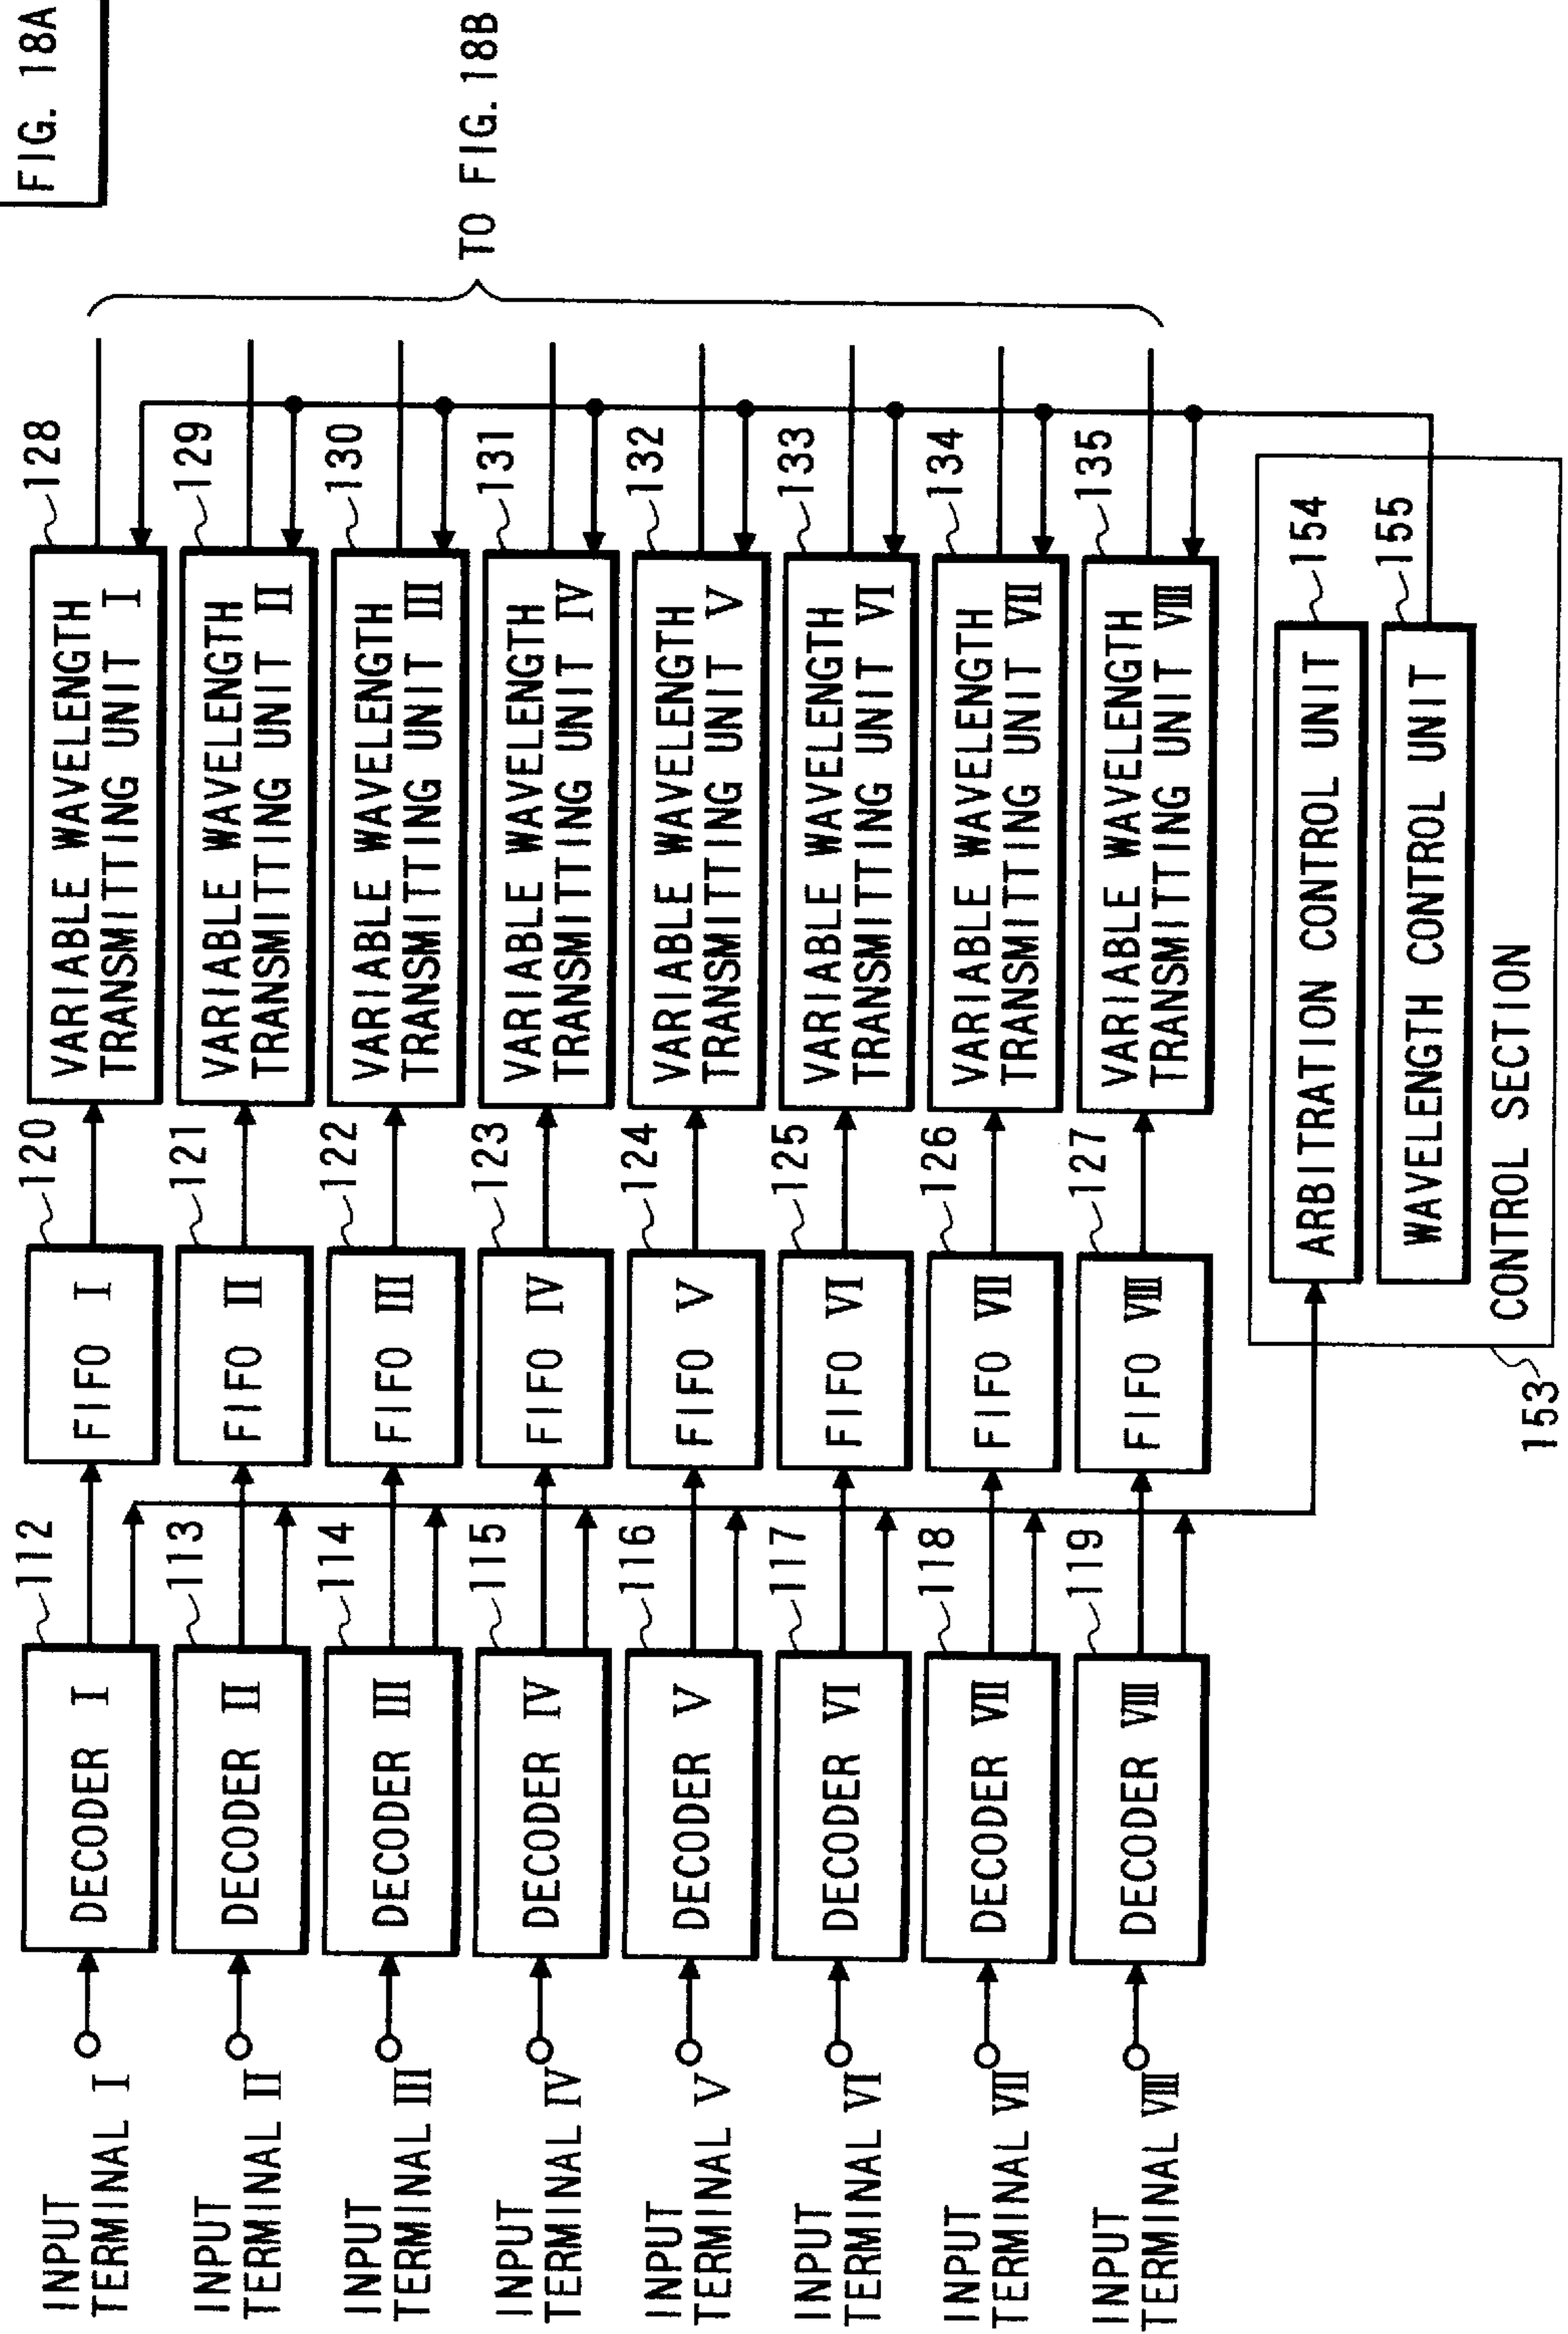 FIG. 18A
INPUT
TERMINAL I
112
DECODER I
120
FIFO I
128
VARIABLE WAVELENGTH
TRANSMITTING UNIT I
INPUT
TERMINAL II
113
DECODER II
121
FIFO II
129
VARIABLE WAVELENGTH
TRANSMITTING UNIT II
INPUT
TERMINAL III
114
DECODER III
122
FIFO III
130
VARIABLE WAVELENGTH
TRANSMITTING UNIT III
INPUT
TERMINAL IV
115
DECODER IV
123
FIFO IV
131
VARIABLE WAVELENGTH
TRANSMITTING UNIT IV
TO FIG. 18B
INPUT
TERMINAL V
116
DECODER V
124
FIFO V
132
VARIABLE WAVELENGTH
TRANSMITTING UNIT V
INPUT
TERMINAL VI
117
DECODER VI
125
FIFO VI
133
VARIABLE WAVELENGTH
TRANSMITTING UNIT VI
INPUT
TERMINAL VII
118
DECODER VII
126
FIFO VII
134
VARIABLE WAVELENGTH
TRANSMITTING UNIT VII
INPUT
TERMINAL VIII
119
DECODER VIII
127
FIFO VIII
135
VARIABLE WAVELENGTH
TRANSMITTING UNIT VIII
154
ARBITRATION CONTROL UNIT
155
WAVELENGTH CONTROL UNIT
CONTROL SECTION
153